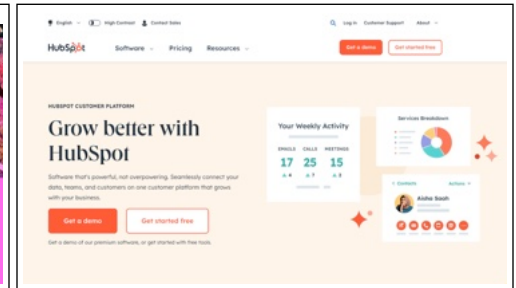 English High Contrast Contact Sales Log in Customer Support About
HubSpot Software Pricing Resources Get a demo Get started free
HUBSPOT CUSTOMER PLATFORM
Grow better with
HubSpot
Software that's powerful, not overpowering. Seamlessly connect your
data, teams, and customers on one customer platform that grows
with your business.
Get a demo Get started free
Get a demo of our premium software, or get started with free tools.
Your Weekly Activity
EMAILS CALLS MEETINGS
17 25 15
Services Breakdown
Contacts Actions
Aisha Saah